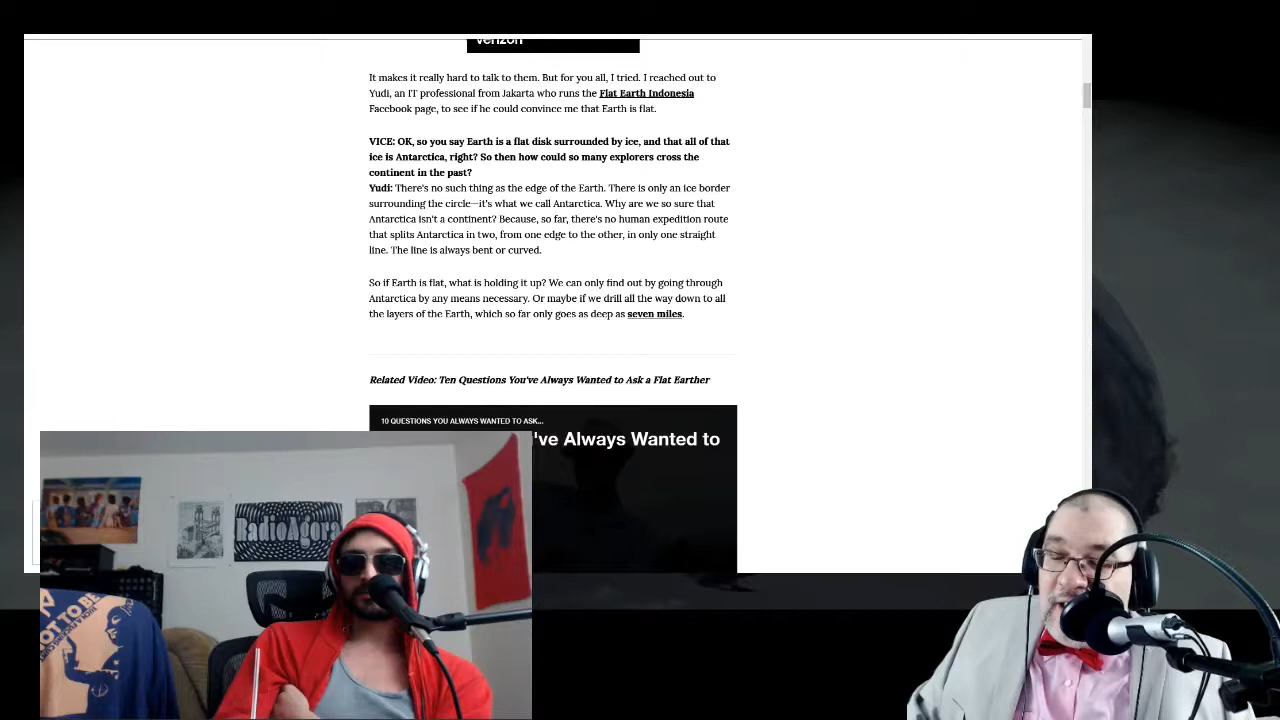 verizon
It makes it really hard to talk to them. But for you all, I tried. I reached out to
Yudi, an IT professional from Jakarta who runs the Flat Earth Indonesia
Facebook page, to see if he could convince me that Earth is flat.
VICE: OK, so you say Earth is a flat disk surrounded by ice, and that all of that
ice is Antarctica, right? So then how could so many explorers cross the
continent in the past?
Yudi: There's no such thing as the edge of the Earth. There is only an ice border
surrounding the circle—it's what we call Antarctica. Why are we so sure that
Antarctica isn't a continent? Because, so far, there's no human expedition route
that splits Antarctica in two, from one edge to the other, in only one straight
line. The line is always bent or curved.
So if Earth is flat, what is holding it up? We can only find out by going through
Antarctica by any means necessary. Or maybe if we drill all the way down to all
the layers of the Earth, which so far only goes as deep as seven miles.
Related Video: Ten Questions You've Always Wanted to Ask a Flat Earther
10 QUESTIONS YOU ALWAYS WANTED TO ASK...
've Always Wanted to
RadioAgora
NOT TO BE